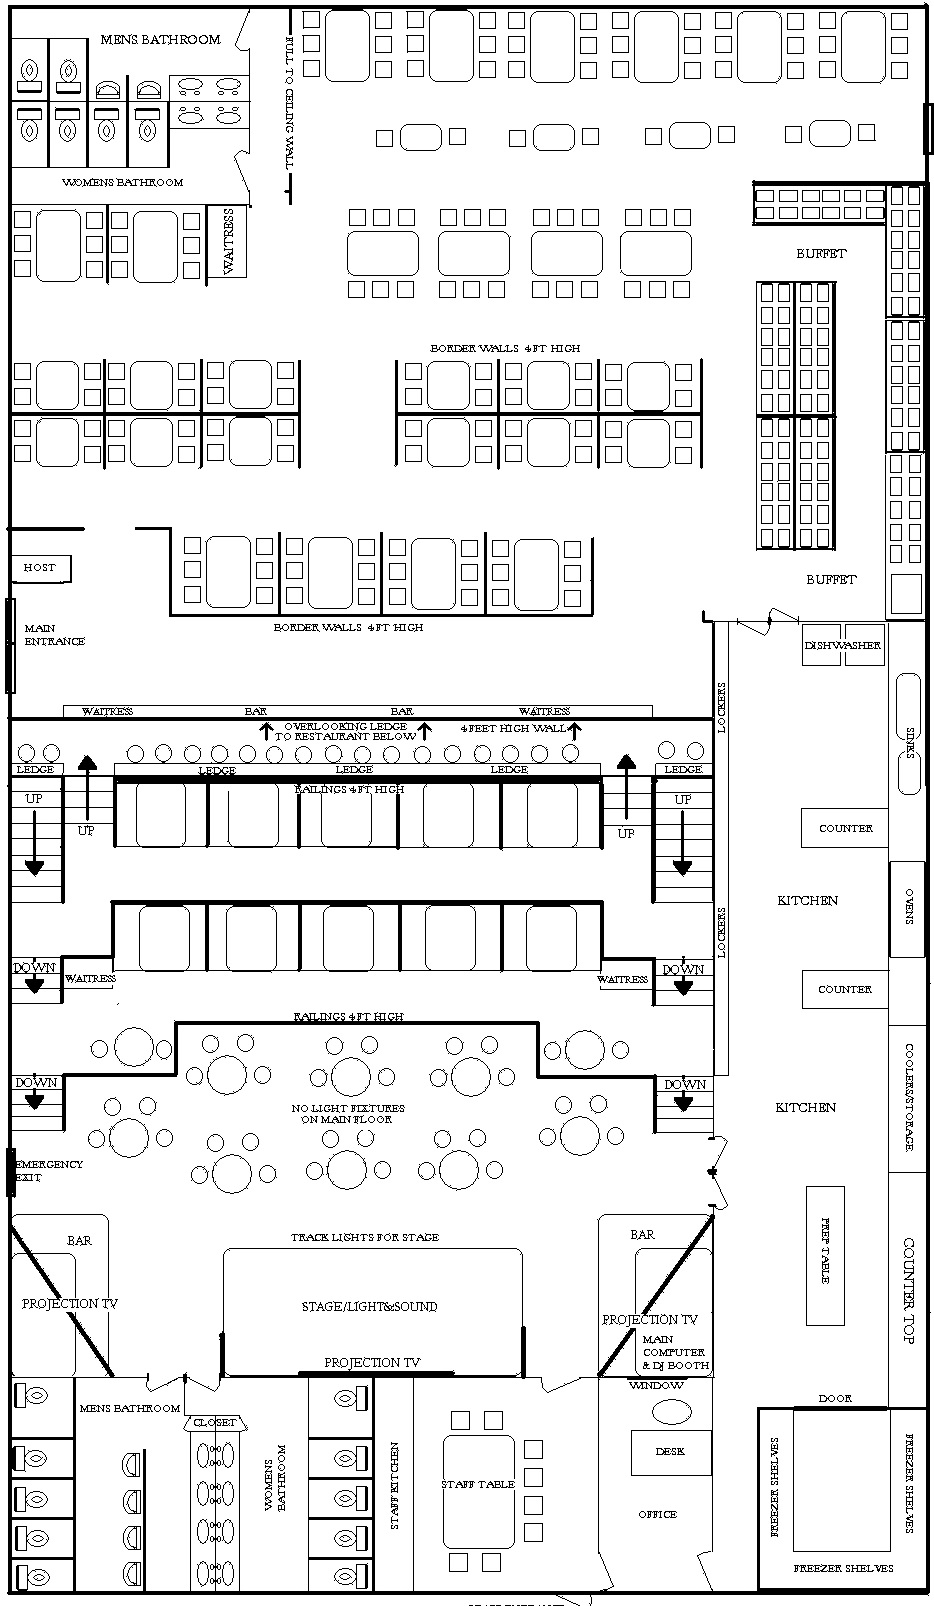 MENS BATHROOM
FULL TO CEILING WALL
WOMENS BATHROOM
WAITRESS
BUFFET
BORDER WALLS 4FT HIGH
HOST
BUFFET
MAIN
ENTRANCE
BORDER WALLS 4FT HIGH
DISHWASHER
LOCKERS
SINKS
WAITRESS
BAR
BAR
WAITRESS
OVERLOOKING LEDGE
TO RESTAURANT BELOW
4FEET HIGH WALL
LEDGE
LEDGE
LEDGE
LEDGE
LEDGE
RAILINGS 4FT HIGH
UP
UP
UP
UP
COUNTER
KITCHEN
OVENS
LOCKERS
DOWN
WAITRESS
WAITRESS
DOWN
COUNTER
RAILINGS 4FT HIGH
COOLERS/STORAGE
DOWN
DOWN
NO LIGHT FIXTURES
ON MAIN FLOOR
KITCHEN
EMERGENCY
EXIT
BAR
TRACK LIGHTS FOR STAGE
BAR
PREP TABLE
COUNTER TOP
PROJECTION TV
STAGE/LIGHT&SOUND
PROJECTION TV
MAIN
COMPUTER
& DJ BOOTH
PROJECTION TV
WINDOW
DOOR
MENS BATHROOM
CLOSET
WOMENS
BATHROOM
STAFF KITCHEN
STAFF TABLE
DESK
OFFICE
FREEZER SHELVES
FREEZER SHELVES
FREEZER SHELVES